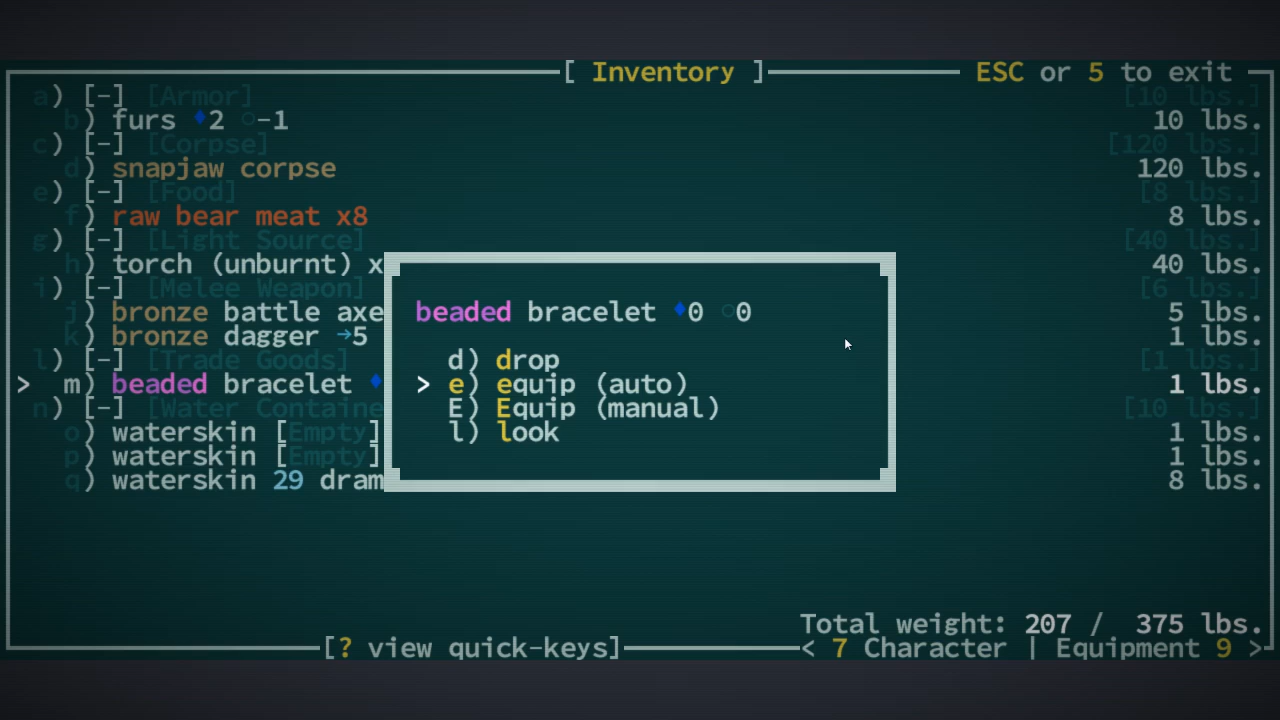 [ Inventory ] ESC or 5 to exit
a) [-] [Armor] [10 lbs.]
b) furs ♦2 ○-1 10 lbs.
c) [-] [Corpse] [120 lbs.]
d) snapjaw corpse 120 lbs.
e) [-] [Food] [8 lbs.]
f) raw bear meat x8 8 lbs.
g) [-] [Light Source] [40 lbs.]
h) torch (unburnt) x 40 lbs.
i) [-] [Melee Weapon] [6 lbs.]
j) bronze battle axe 5 lbs.
k) bronze dagger →5 1 lbs.
l) [-] [Trade Goods] [1 lbs.]
> m) beaded bracelet ♦ 1 lbs.
n) [-] [Water Containe [10 lbs.]
o) waterskin [Empty] 1 lbs.
p) waterskin [Empty] 1 lbs.
q) waterskin 29 dram 8 lbs.
beaded bracelet ♦0 ○0
d) drop
> e) equip (auto)
E) Equip (manual)
l) look
Total weight: 207 / 375 lbs.
[? view quick-keys] < 7 Character | Equipment 9 >